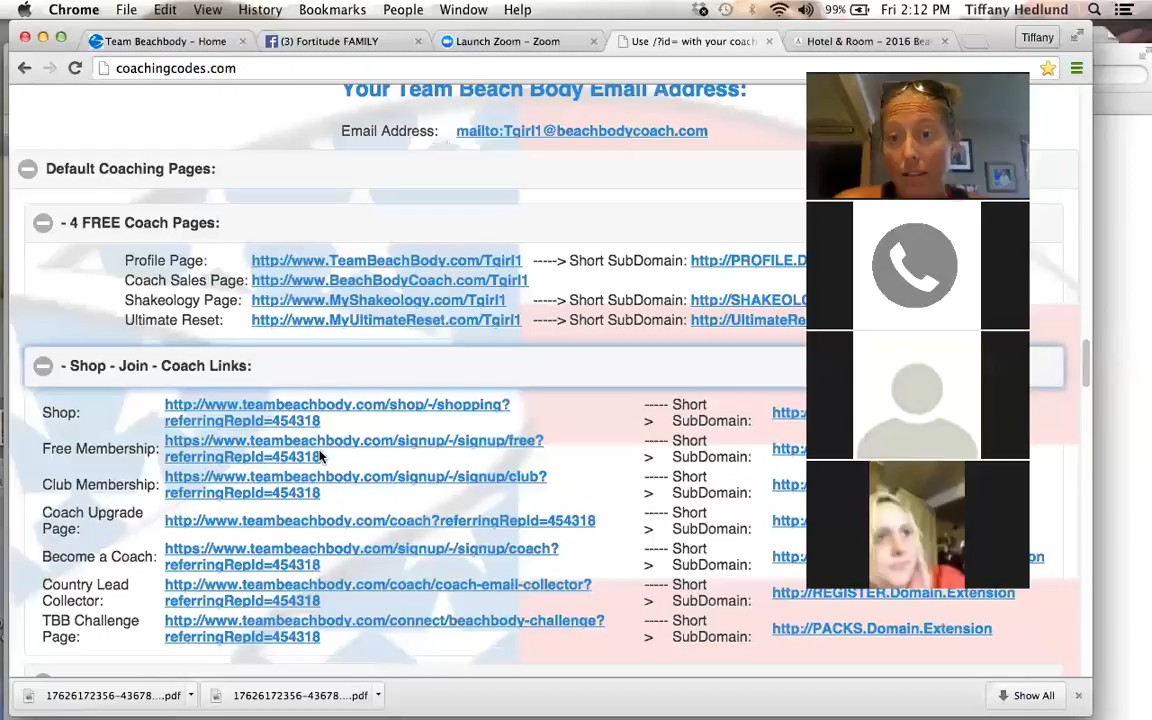 Chrome File Edit View History Bookmarks People Window Help 99% Fri 2:12 PM Tiffany Hedlund
Team Beachbody - Home (3) Fortitude FAMILY Launch Zoom - Zoom Use /?id= with your coach Hotel & Room - 2016 Bea Tiffany
coachingcodes.com
Your Team Beach Body Email Address:
Email Address: mailto:Tgirl1@beachbodycoach.com
Default Coaching Pages:
- 4 FREE Coach Pages:
Profile Page: http://www.TeamBeachBody.com/Tgirl1 ----> Short SubDomain: http://PROFILE.D
Coach Sales Page: http://www.BeachBodyCoach.com/Tgirl1
Shakeology Page: http://www.MyShakeology.com/Tgirl1 ----> Short SubDomain: http://SHAKEOLO
Ultimate Reset: http://www.MyUltimateReset.com/Tgirl1 ----> Short SubDomain: http://UltimateRe
- Shop - Join - Coach Links:
Shop: http://www.teambeachbody.com/shop/-/shopping?
referringRepId=454318 -----> Short SubDomain: http:
Free Membership: https://www.teambeachbody.com/signup/-/signup/free?
referringRepId=454318 -----> Short SubDomain: http:
Club Membership: https://www.teambeachbody.com/signup/-/signup/club?
referringRepId=454318 -----> Short SubDomain: http:
Coach Upgrade Page: http://www.teambeachbody.com/coach?referringRepId=454318 -----> Short SubDomain: http:
Become a Coach: https://www.teambeachbody.com/signup/-/signup/coach?
referringRepId=454318 -----> Short SubDomain: http: on
Country Lead Collector: http://www.teambeachbody.com/coach/coach-email-collector?
referringRepId=454318 -----> Short SubDomain: http://REGISTER.Domain.Extension
TBB Challenge Page: http://www.teambeachbody.com/connect/beachbody-challenge?
referringRepId=454318 -----> Short SubDomain: http://PACKS.Domain.Extension
17626172356-43678....pdf 17626172356-43678....pdf Show All